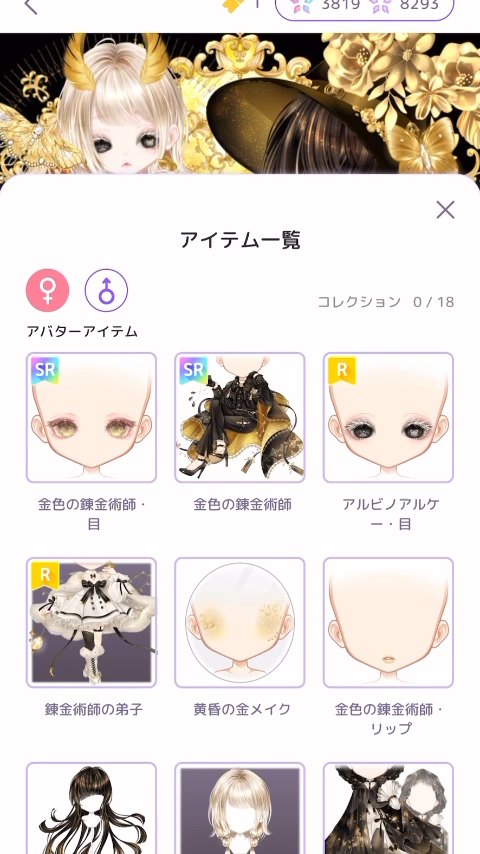 1 3819 8293
アイテム一覧
コレクション 0 / 18
アバターアイテム
SR SR R
金色の錬金術師・
目
金色の錬金術師
アルビノアルケ
ー・目
R
錬金術師の弟子
黄昏の金メイク
金色の錬金術師・
リップ